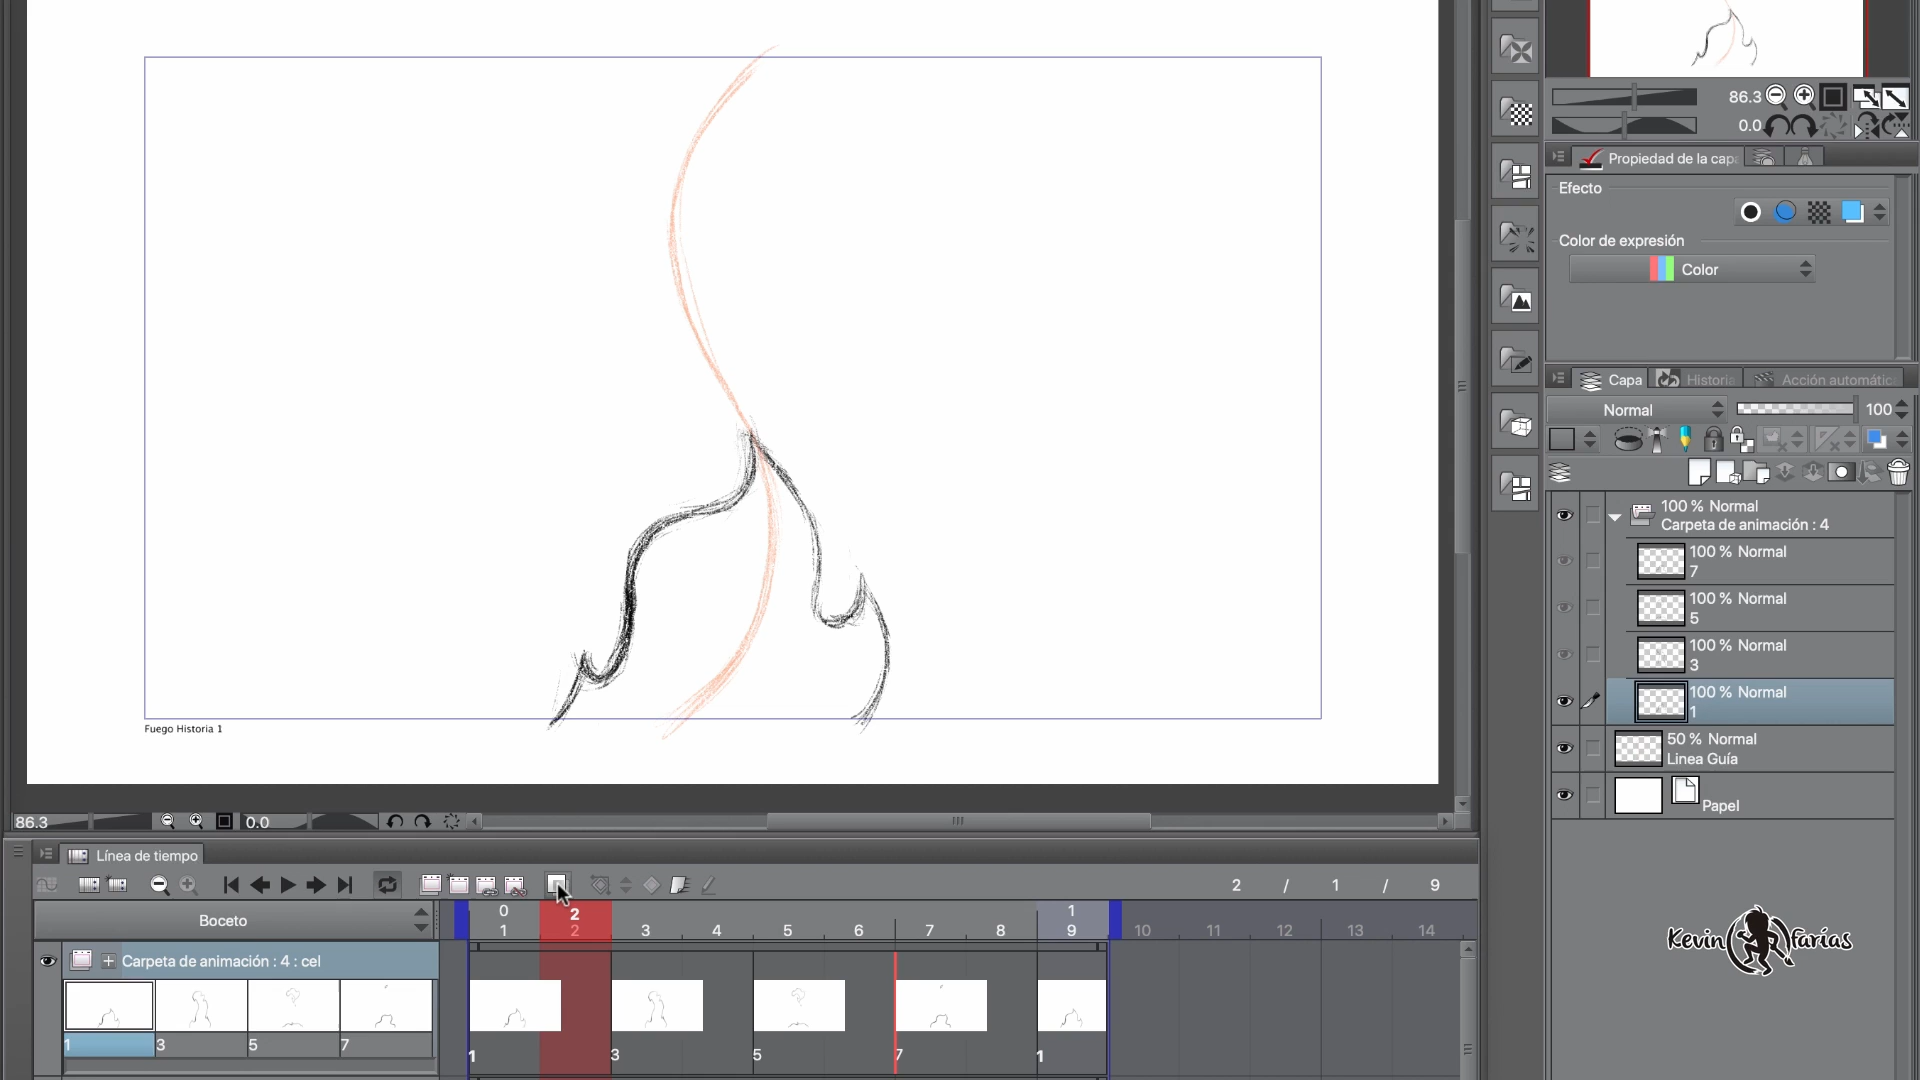 Fuego Historia 1
86.3
0.0
Propiedad de la capa
Efecto
Color de expresión
Color
Capa
Historia
Acción automátic
Normal
100
100 % Normal
Carpeta de animación : 4
100 % Normal
7
100 % Normal
5
100 % Normal
3
100 % Normal
1
50 % Normal
Linea Guía
Papel
86.3
0.0
Línea de tiempo
2 / 1 / 9
Boceto
0 2 1
1 2 3 4 5 6 7 8 9 10 11 12 13 14
Carpeta de animación : 4 : cel
1 3 5 7
1 3 5 7 1
Kevin Farías